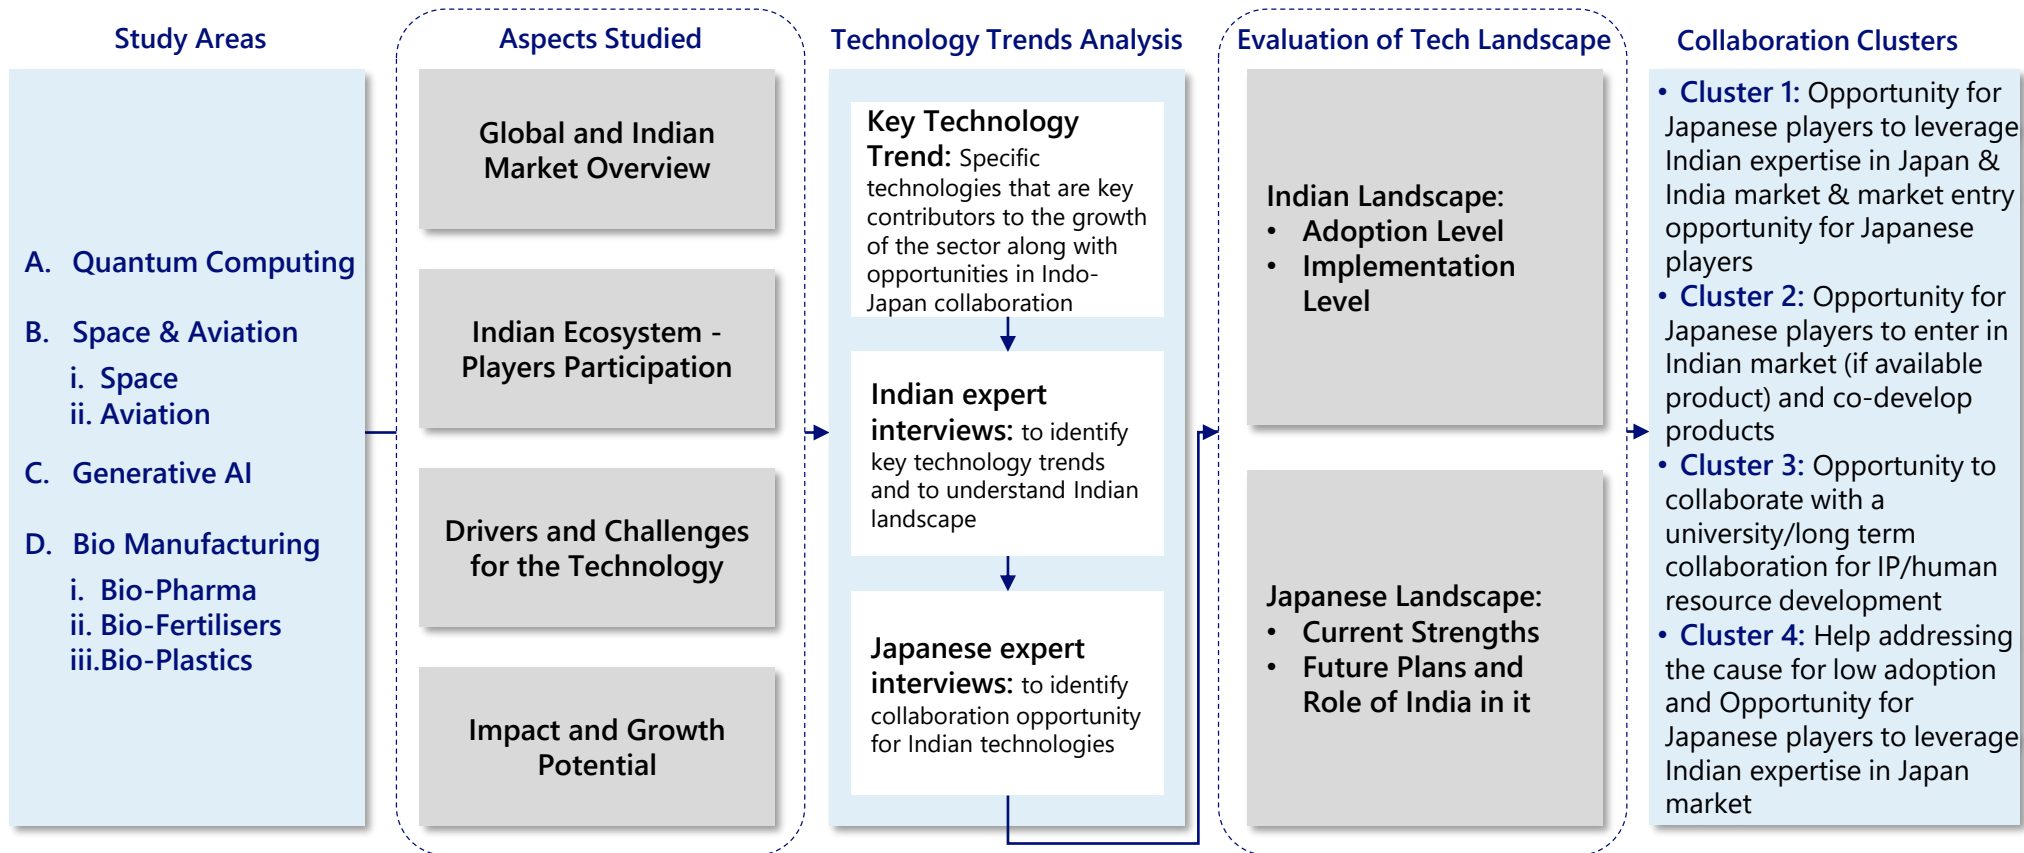 Study Areas
A. Quantum Computing
B. Space & Aviation
i. Space
ii. Aviation
C. Generative AI
D. Bio Manufacturing
i. Bio-Pharma
ii. Bio-Fertilisers
iii.Bio-Plastics
Aspects Studied
Global and Indian
Market Overview
Indian Ecosystem -
Players Participation
Drivers and Challenges
for the Technology
Impact and Growth
Potential
Technology Trends Analysis
Key Technology
Trend: Specific
technologies that are key
contributors to the growth
of the sector along with
opportunities in Indo-
Japan collaboration
Indian expert
interviews: to identify
key technology trends
and to understand Indian
landscape
Japanese expert
interviews: to identify
collaboration opportunity
for Indian technologies
Evaluation of Tech Landscape
Indian Landscape:
• Adoption Level
• Implementation
Level
Japanese Landscape:
• Current Strengths
• Future Plans and
Role of India in it
Collaboration Clusters
• Cluster 1: Opportunity for
Japanese players to leverage
Indian expertise in Japan &
India market & market entry
opportunity for Japanese
players
• Cluster 2: Opportunity for
Japanese players to enter in
Indian market (if available
product) and co-develop
products
• Cluster 3: Opportunity to
collaborate with a
university/long term
collaboration for IP/human
resource development
• Cluster 4: Help addressing
the cause for low adoption
and Opportunity for
Japanese players to leverage
Indian expertise in Japan
market